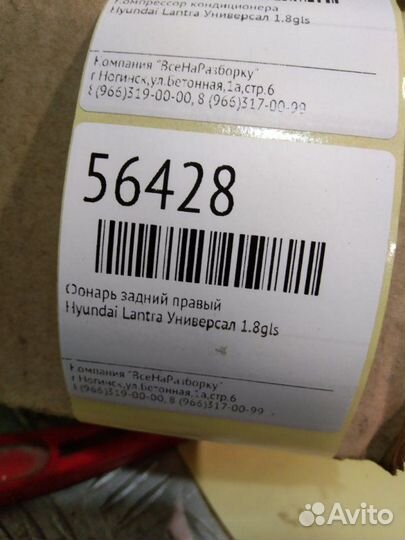 Компрессор кондиционера
Hyundai Lantra Универсал 1.8gls
Компания "ВсеНаРазборку"
г.Ногинск,ул.Бетонная,1а,стр.6
8(966)319-00-00, 8 (966)317-00-99
56428
Фонарь задний правый
Hyundai Lantra Универсал 1.8gls
Компания "ВсеНаРазборку"
г.Ногинск,ул.Бетонная,1а,стр.6
8(966)319-00-00, 8 (966)317-00-99
Avito